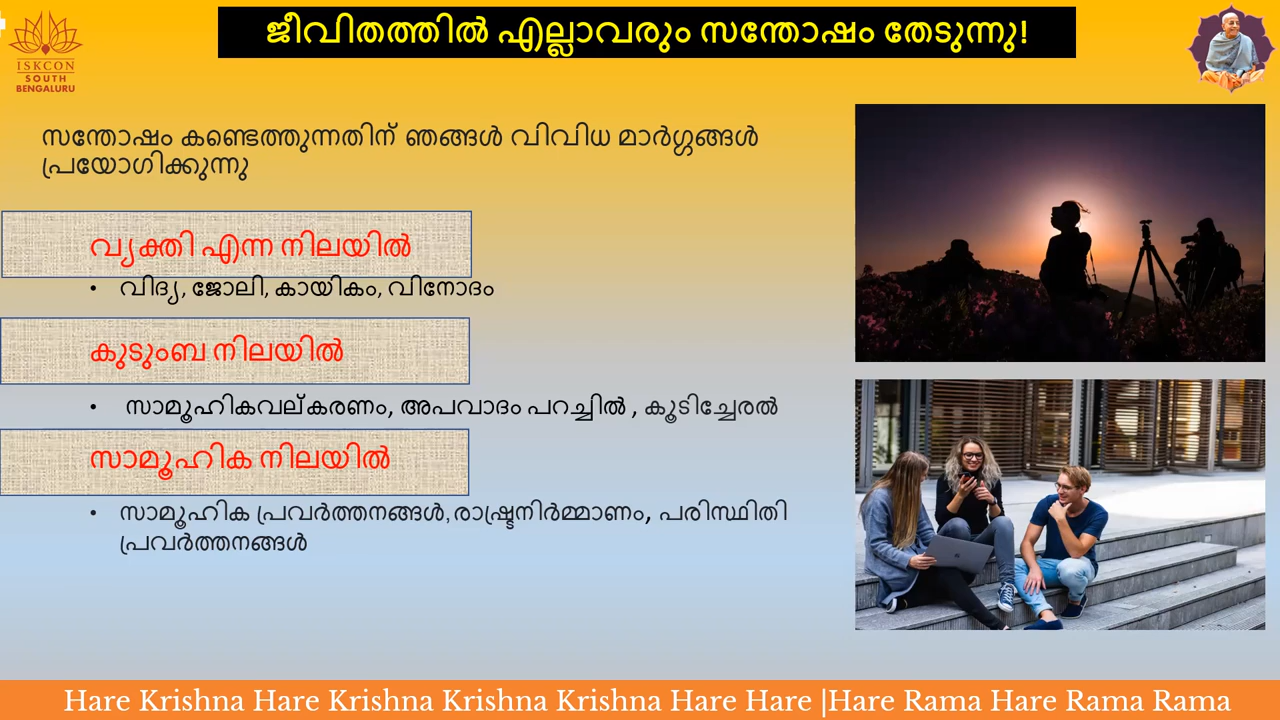 ജീവിതത്തിൽ എല്ലാവരും സന്തോഷം തേടുന്നു!
ISKCON
SOUTH
BENGALURU
സന്തോഷം കണ്ടെത്തുന്നതിന് ഞങ്ങൾ വിവിധ മാർഗ്ഗങ്ങൾ
പ്രയോഗിക്കുന്നു
വ്യക്തി എന്ന നിലയിൽ
• വിദ്യ, ജോലി, കായികം, വിനോദം
കുടുംബ നിലയിൽ
• സാമൂഹികവല്കരണം, അപവാദം പറച്ചിൽ , കൂടിച്ചേരൽ
സാമൂഹിക നിലയിൽ
• സാമൂഹിക പ്രവർത്തനങ്ങൾ,രാഷ്ട്രനിർമ്മാണം, പരിസ്ഥിതി
പ്രവർത്തനങ്ങൾ
Hare Krishna Hare Krishna Krishna Krishna Hare Hare |Hare Rama Hare Rama Rama